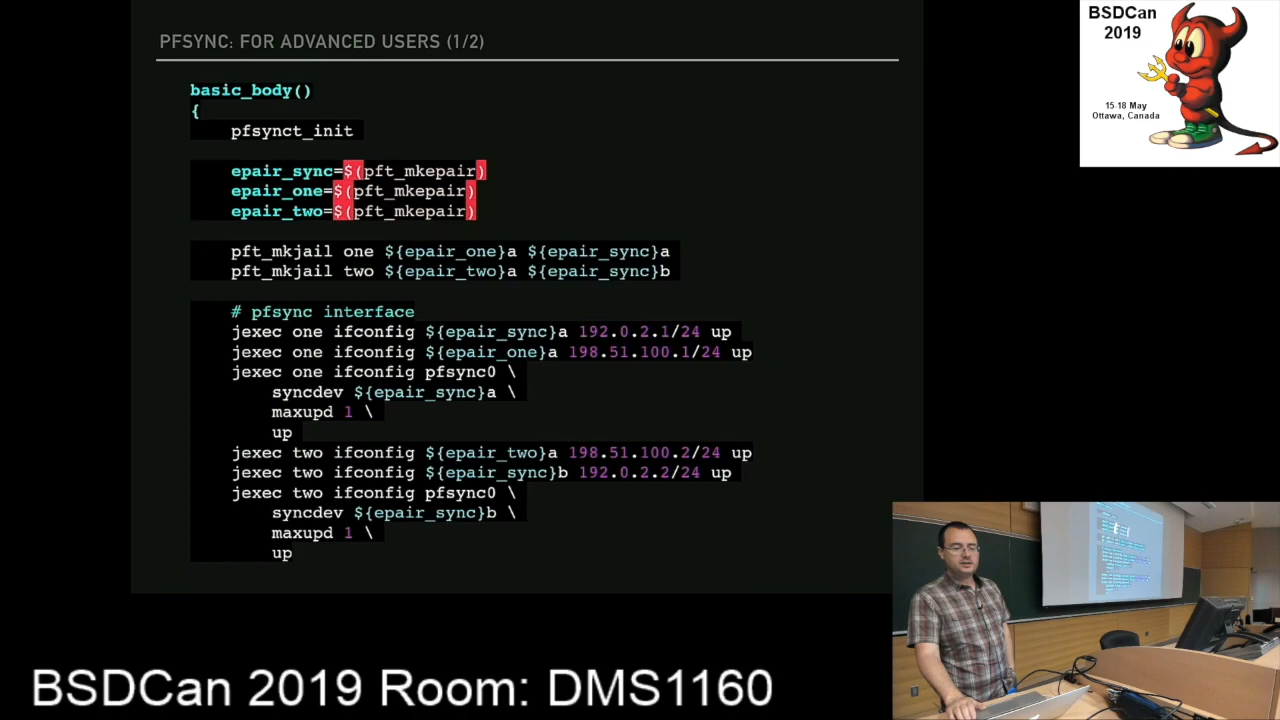 PFSYNC: FOR ADVANCED USERS (1/2)
basic_body()
{
pfsynct_init
epair_sync=$(pft_mkepair)
epair_one=$(pft_mkepair)
epair_two=$(pft_mkepair)
pft_mkjail one ${epair_one}a ${epair_sync}a
pft_mkjail two ${epair_two}a ${epair_sync}b
# pfsync interface
jexec one ifconfig ${epair_sync}a 192.0.2.1/24 up
jexec one ifconfig ${epair_one}a 198.51.100.1/24 up
jexec one ifconfig pfsync0 \
syncdev ${epair_sync}a \
maxupd 1 \
up
jexec two ifconfig ${epair_two}a 198.51.100.2/24 up
jexec two ifconfig ${epair_sync}b 192.0.2.2/24 up
jexec two ifconfig pfsync0 \
syncdev ${epair_sync}b \
maxupd 1 \
up
BSDCan
2019
15-18 May
Ottawa, Canada
BSDCan 2019 Room: DMS1160